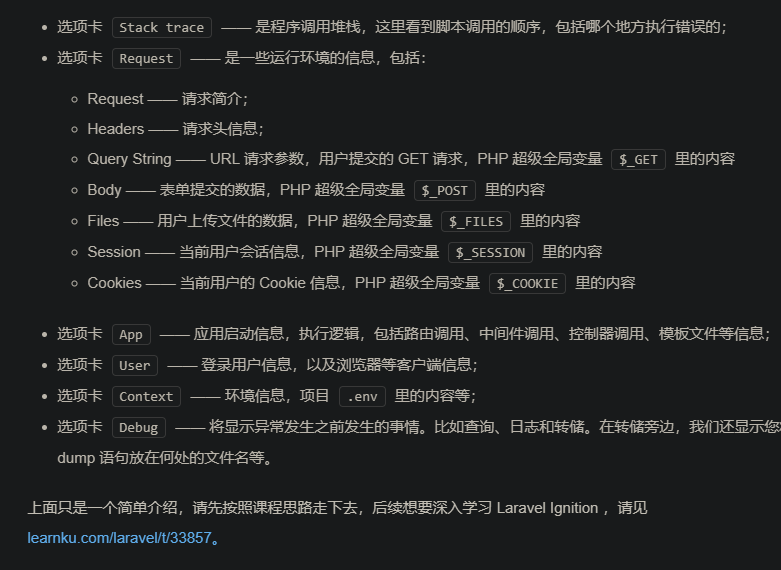 选项卡 Stack trace —— 是程序调用堆栈，这里看到脚本调用的顺序，包括哪个地方执行错误的；
选项卡 Request —— 是一些运行环境的信息，包括：
Request —— 请求简介；
Headers —— 请求头信息；
Query String —— URL 请求参数，用户提交的 GET 请求，PHP 超级全局变量 $_GET 里的内容
Body —— 表单提交的数据，PHP 超级全局变量 $_POST 里的内容
Files —— 用户上传文件的数据，PHP 超级全局变量 $_FILES 里的内容
Session —— 当前用户会话信息，PHP 超级全局变量 $_SESSION 里的内容
Cookies —— 当前用户的 Cookie 信息，PHP 超级全局变量 $_COOKIE 里的内容
选项卡 App —— 应用启动信息，执行逻辑，包括路由调用、中间件调用、控制器调用、模板文件等信息；
选项卡 User —— 登录用户信息，以及浏览器等客户端信息；
选项卡 Context —— 环境信息，项目 .env 里的内容等；
选项卡 Debug —— 将显示异常发生之前发生的事情。比如查询、日志和转储。在转储旁边，我们还显示您
dump 语句放在何处的文件名等。
上面只是一个简单介绍，请先按照课程思路走下去，后续想要深入学习 Laravel Ignition ，请见
learnku.com/laravel/t/33857。